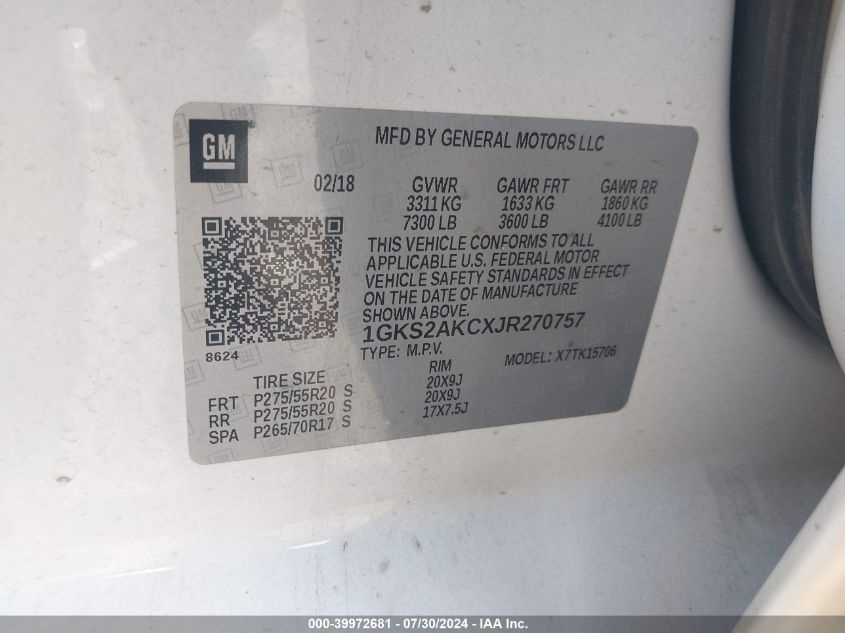 GM ®
MFD BY GENERAL MOTORS LLC
02/18 GVWR GAWR FRT GAWR RR
3311 KG 1633 KG 1860 KG
7300 LB 3600 LB 4100 LB
THIS VEHICLE CONFORMS TO ALL
APPLICABLE U.S. FEDERAL MOTOR
VEHICLE SAFETY STANDARDS IN EFFECT
ON THE DATE OF MANUFACTURE
SHOWN ABOVE.
1GKS2AKCXJR270757
8624
TYPE: M.P.V. MODEL: X7TK15706
TIRE SIZE RIM
FRT P275/55R20 S 20X9J
RR P275/55R20 S 20X9J
SPA P265/70R17 S 17X7.5J
000-39972681 - 07/30/2024 - IAA Inc.